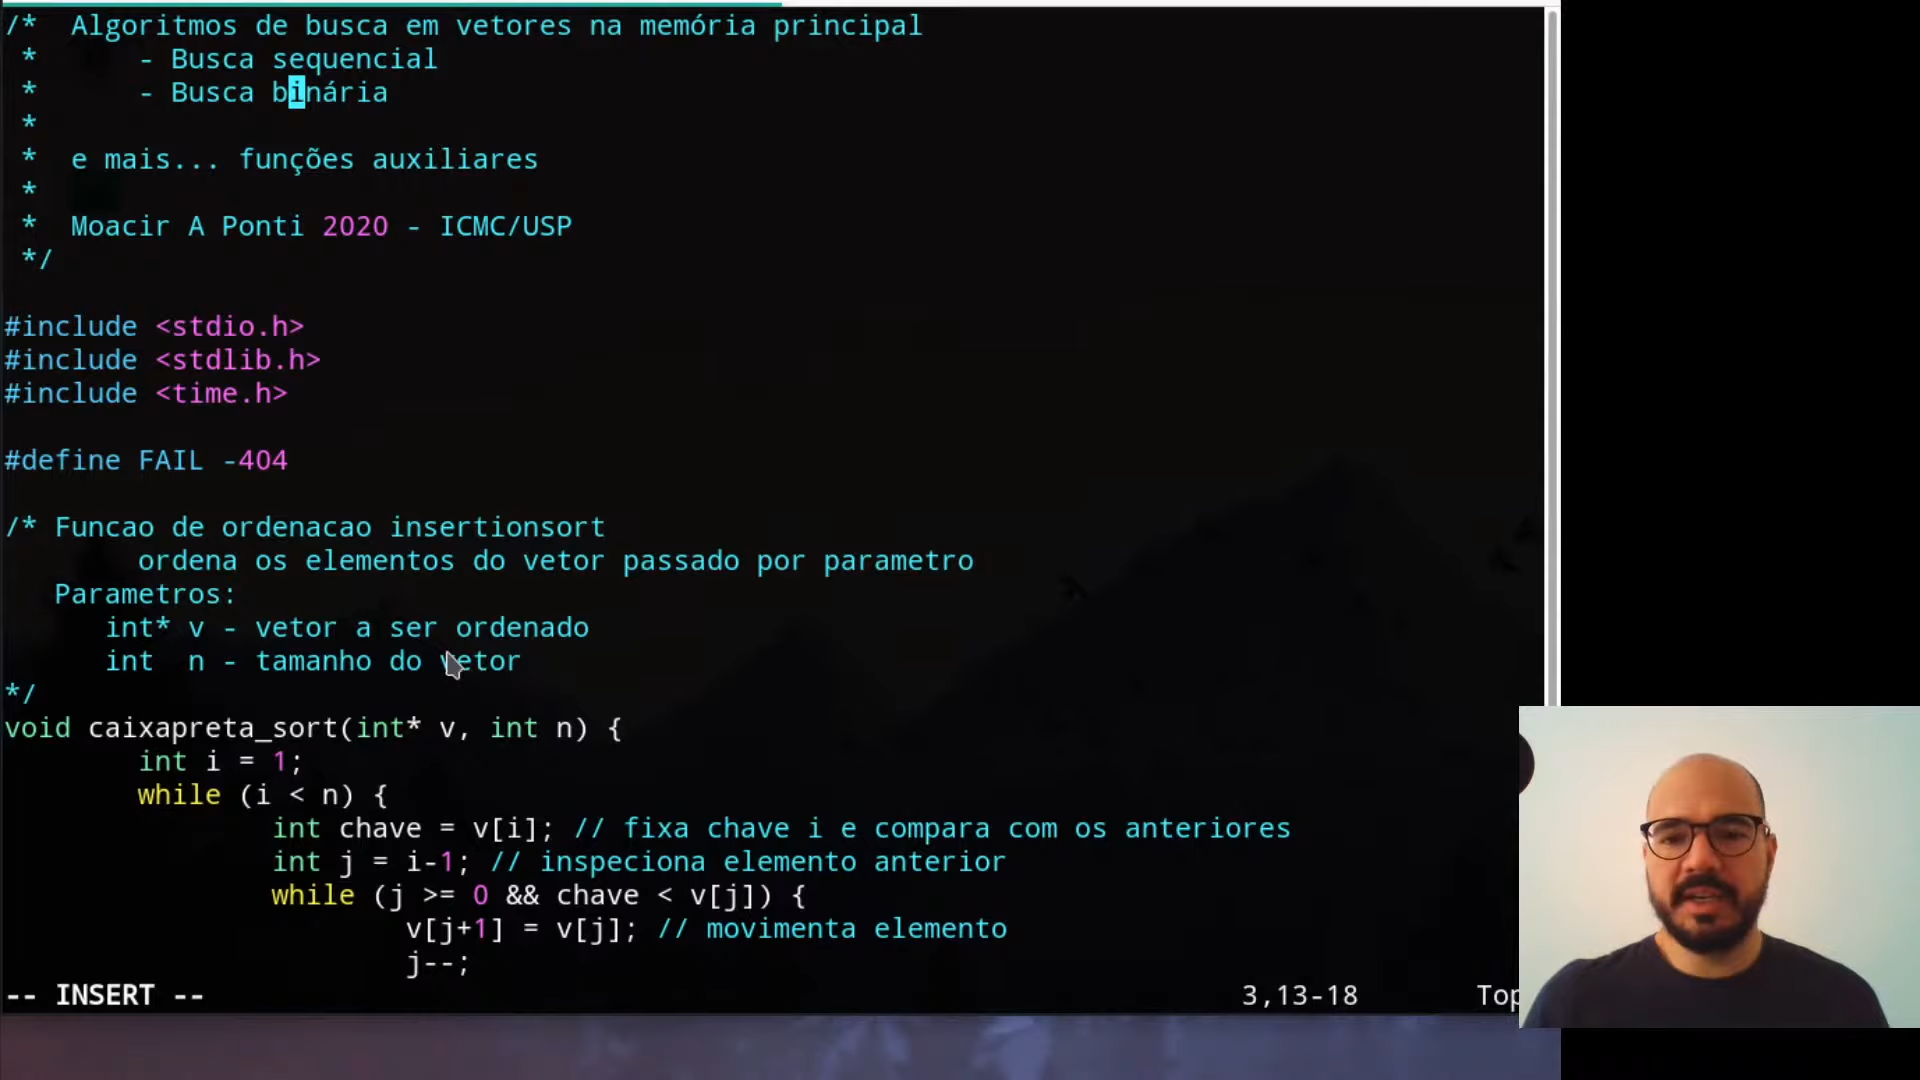 /*  Algoritmos de busca em vetores na memória principal
 *      - Busca sequencial
 *      - Busca binária
 *
 *  e mais... funções auxiliares
 *
 *  Moacir A Ponti 2020 - ICMC/USP
 */
#include <stdio.h>
#include <stdlib.h>
#include <time.h>
#define FAIL -404
/* Funcao de ordenacao insertionsort
        ordena os elementos do vetor passado por parametro
   Parametros:
      int* v - vetor a ser ordenado
      int  n - tamanho do vetor
*/
void caixapreta_sort(int* v, int n) {
        int i = 1;
        while (i < n) {
                int chave = v[i]; // fixa chave i e compara com os anteriores
                int j = i-1; // inspeciona elemento anterior
                while (j >= 0 && chave < v[j]) {
                        v[j+1] = v[j]; // movimenta elemento
                        j--;
-- INSERT -- 3,13-18 Top